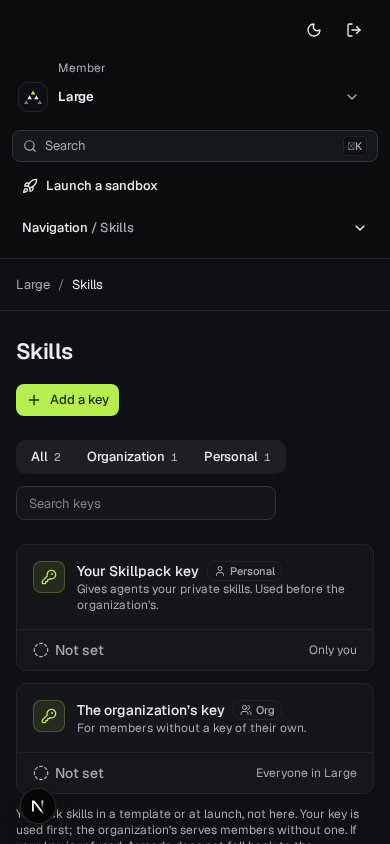 Member
Large
Search
K
Launch a sandbox
Navigation / Skills
Large / Skills
Skills
Add a key
All 2 Organization 1 Personal 1
Search keys
Your Skillpack key Personal
Gives agents your private skills. Used before the
organization's.
Not set Only you
The organization's key Org
For members without a key of their own.
Not set Everyone in Large
N
skills in a template or at launch, not here. Your key is
used first; the organization's serves members without one. If